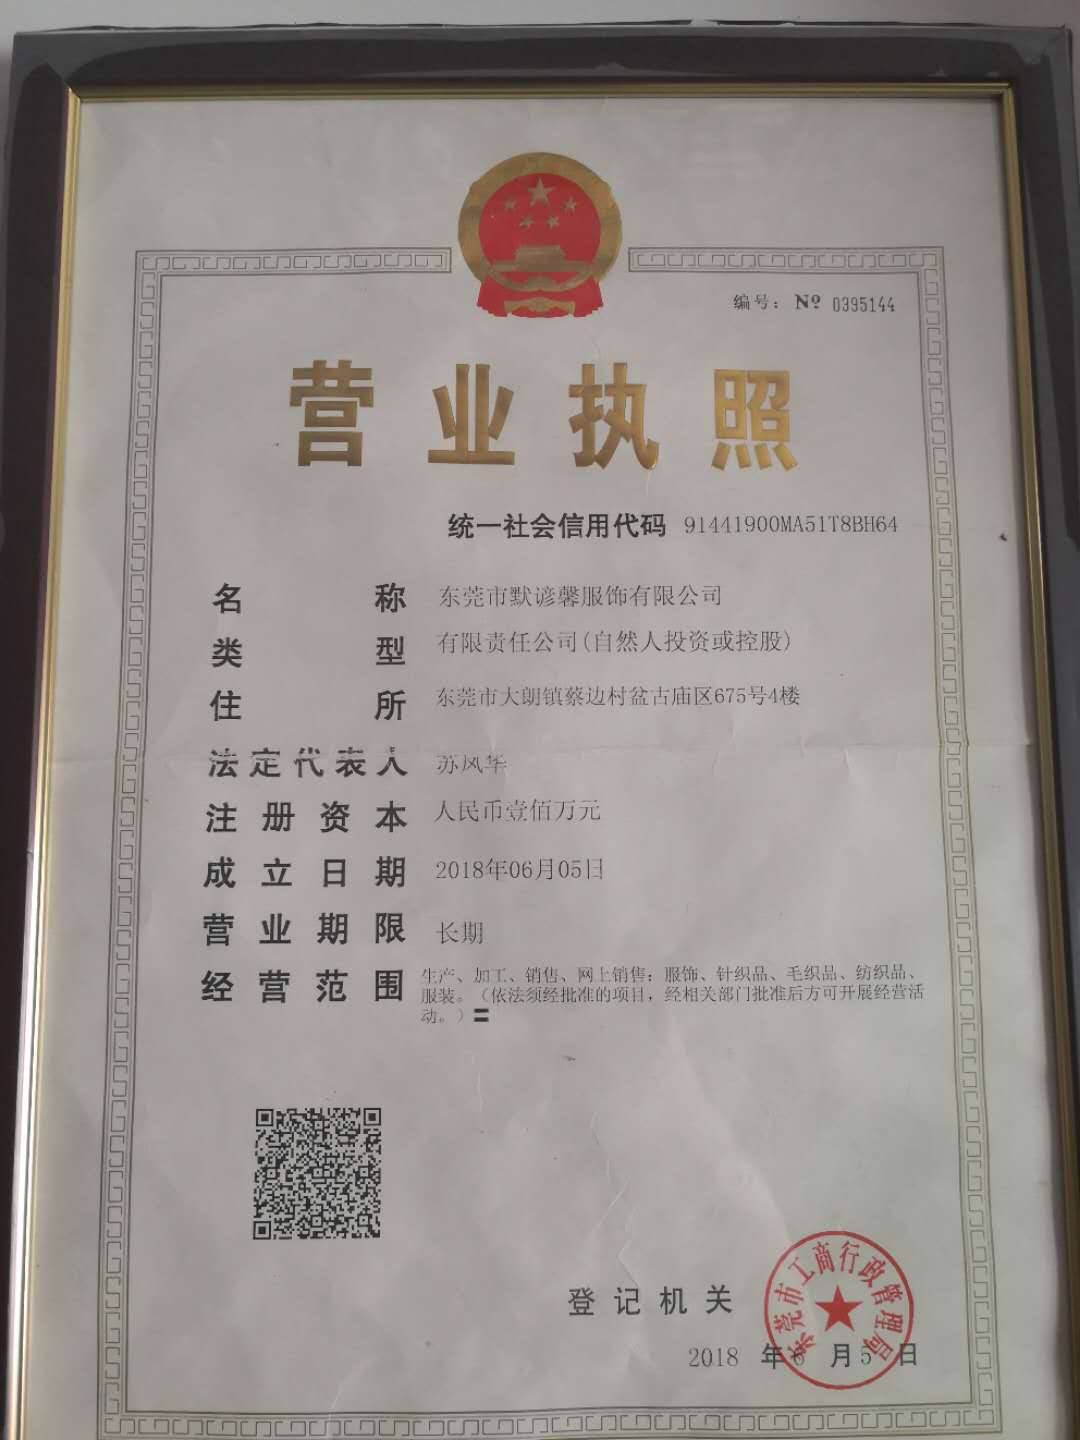 编号： № 0395144
营业执照
统一社会信用代码 91441900MA51T8BH64
名称 东莞市默谚馨服饰有限公司
类型 有限责任公司(自然人投资或控股)
住所 东莞市大朗镇蔡边村盆古庙区675号4楼
法定代表人 苏凤华
注册资本 人民币壹佰万元
成立日期 2018年06月05日
营业期限 长期
经营范围 生产、加工、销售、网上销售：服饰、针织品、毛织品、纺织品、
服装。（依法须经批准的项目，经相关部门批准后方可开展经营活
动。）〓
登记机关
东莞市工商行政管理局
2018 年 6 月 5 日